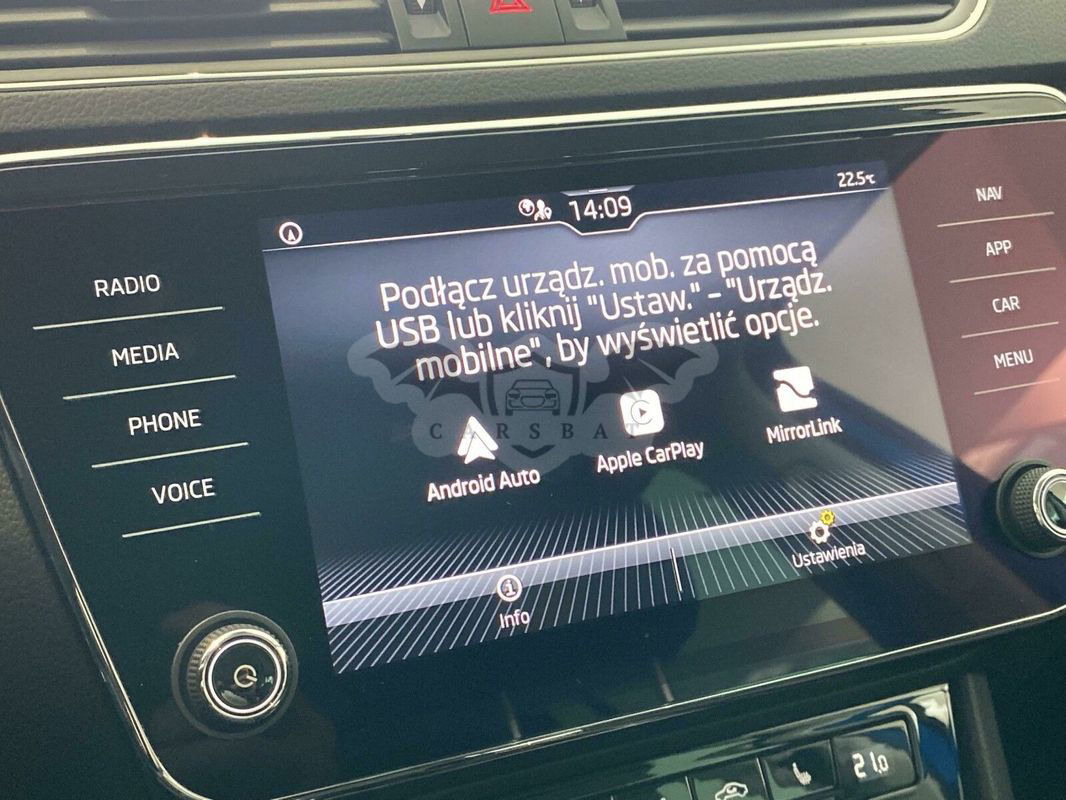 14:09
22.5°C
RADIO
MEDIA
PHONE
VOICE
Podłącz urządz. mob. za pomocą
USB lub kliknij "Ustaw." - "Urządz.
mobilne", by wyświetlić opcje.
CARSBAT
Android Auto
Apple CarPlay
MirrorLink
Info
Ustawienia
NAV
APP
CAR
MENU
21.0